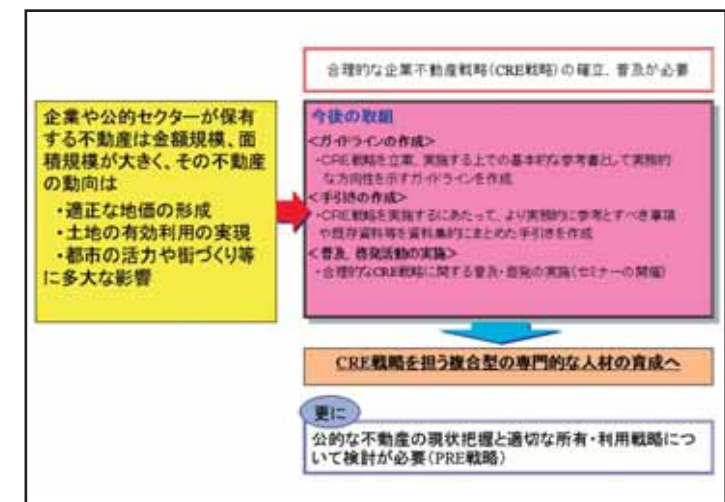 合理的な企業不動産戦略(CRE戦略)の確立、普及が必要
企業や公的セクターが保有
する不動産は金額規模、面
積規模が大きく、その不動産
の動向は
・適正な地価の形成
・土地の有効利用の実現
・都市の活力や街づくり等
に多大な影響
今後の取組
<ガイドラインの作成>
・CRE戦略を立案、実施する上での基本的な参考書として実務的
な方向性を示すガイドラインを作成
<手引きの作成>
・CRE戦略を実施するにあたって、より実務的に参考とすべき事項
や既存資料等を資料集的にまとめた手引きを作成
<普及、啓発活動の実施>
・合理的なCRE戦略に関する普及・啓発の実施(セミナーの開催)
CRE戦略を担う複合型の専門的な人材の育成へ
更に
公的な不動産の現状把握と適切な所有・利用戦略につ
いて検討が必要(PRE戦略)